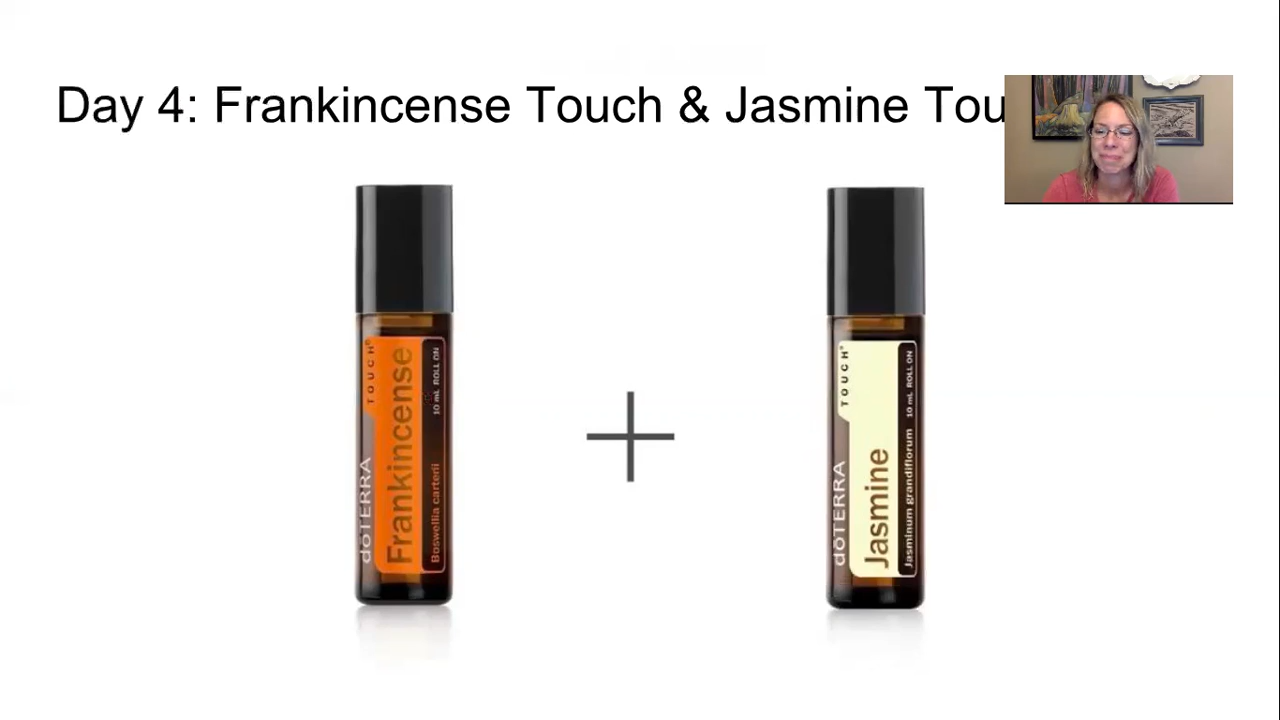 Day 4: Frankincense Touch & Jasmine Tou
dōTERRA
TOUCH®
Frankincense
Boswellia carterii
10 mL ROLL ON
dōTERRA
TOUCH®
Jasmine
Jasminum grandiflorum
10 mL ROLL ON